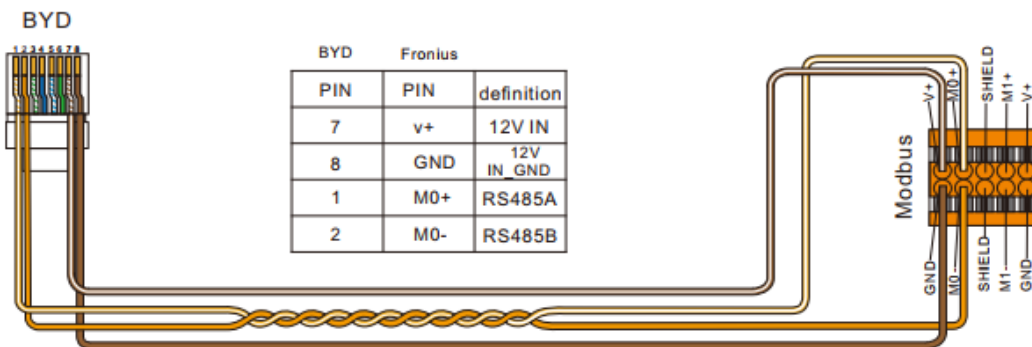 BYD
1 2 3 4 5 6 7 8
BYD Fronius
PIN PIN definition
7 v+ 12V IN
8 GND 12V
IN_GND
1 M0+ RS485A
2 M0- RS485B
Modbus
V+ M0+ SHIELD M1+ V+
GND M0- SHIELD M1- GND